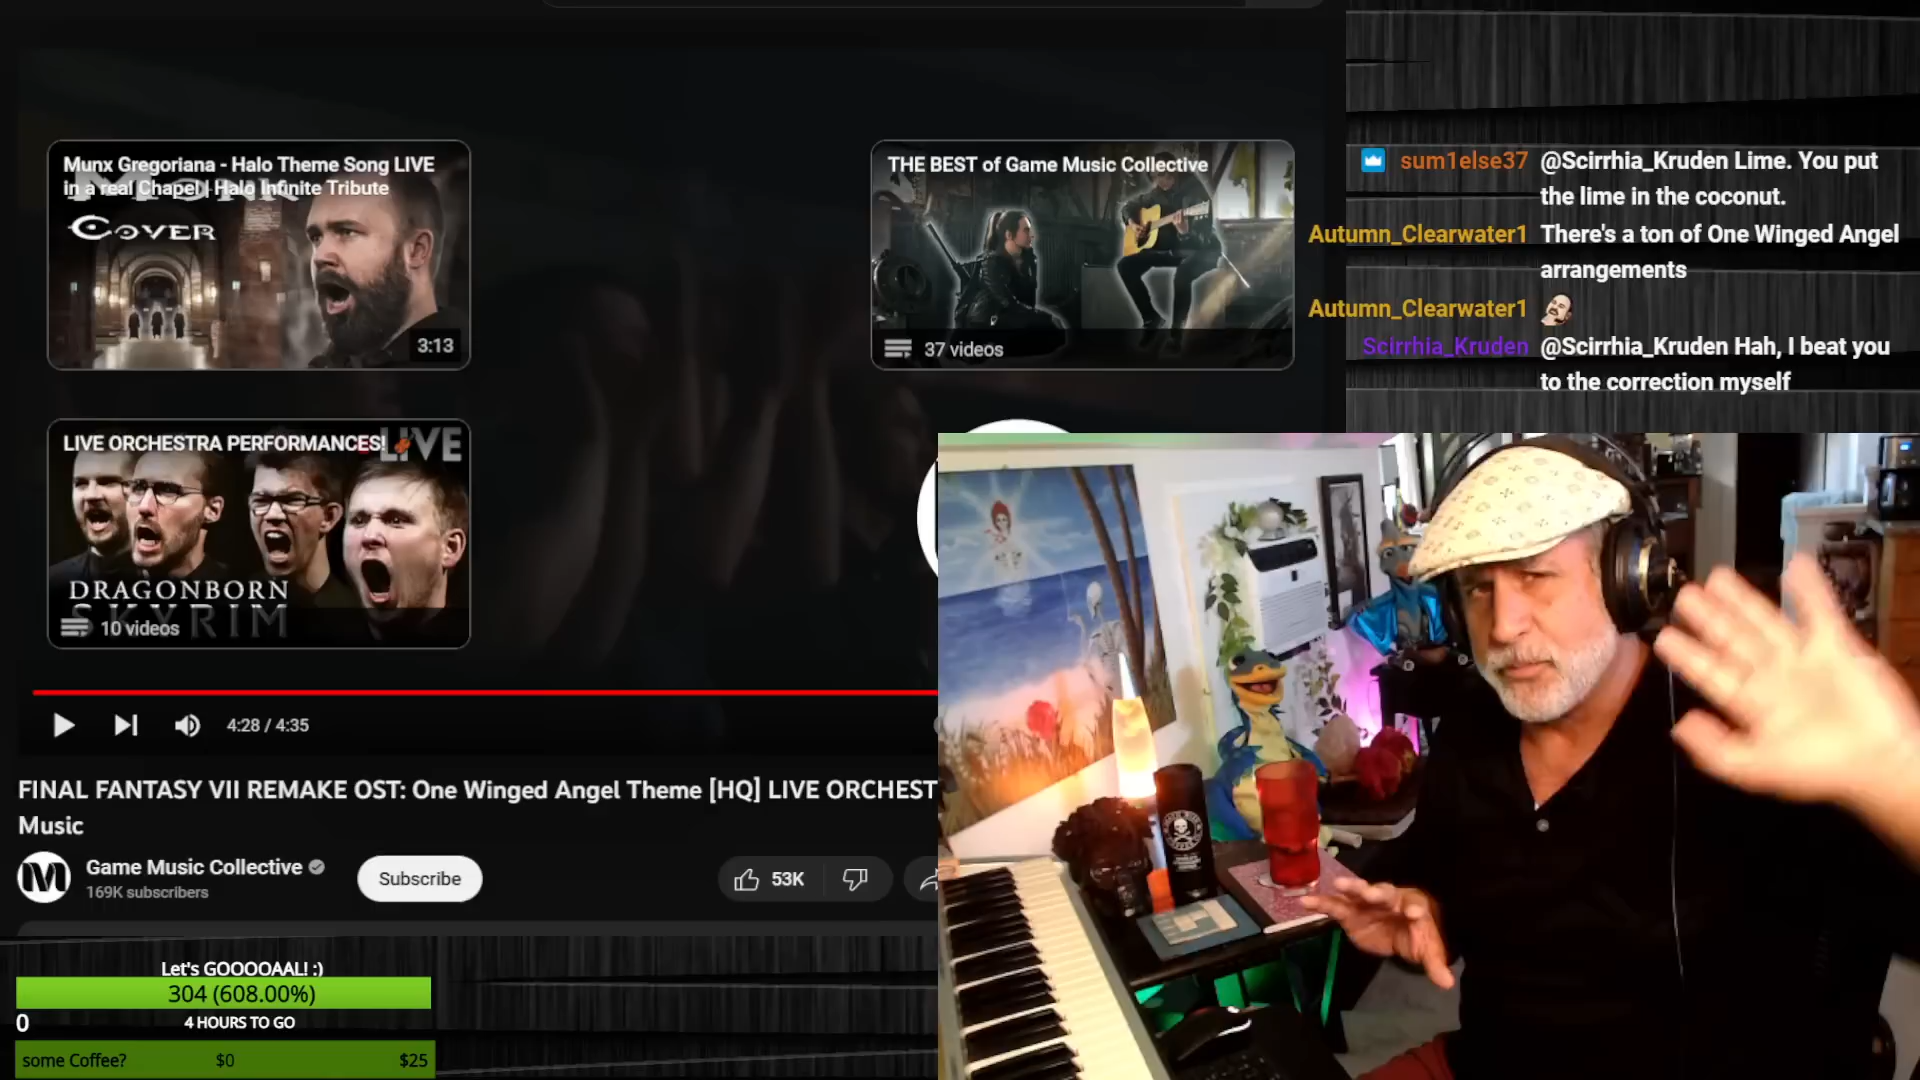 Munx Gregoriana - Halo Theme Song LIVE
in a real Chapel | Halo Infinite Tribute
MONK
COVER
3:13
THE BEST of Game Music Collective
37 videos
LIVE ORCHESTRA PERFORMANCES!
LIVE
DRAGONBORN
SKYRIM
10 videos
4:28 / 4:35
FINAL FANTASY VII REMAKE OST: One Winged Angel Theme [HQ] LIVE ORCHEST
Music
Game Music Collective
169K subscribers
Subscribe
53K
sum1else37 @Scirrhia_Kruden Lime. You put
the lime in the coconut.
Autumn_Clearwater1 There's a ton of One Winged Angel
arrangements
Autumn_Clearwater1
Scirrhia_Kruden @Scirrhia_Kruden Hah, I beat you
to the correction myself
Let's GOOOOAAL! :)
304 (608.00%)
0 4 HOURS TO GO
some Coffee? $0 $25